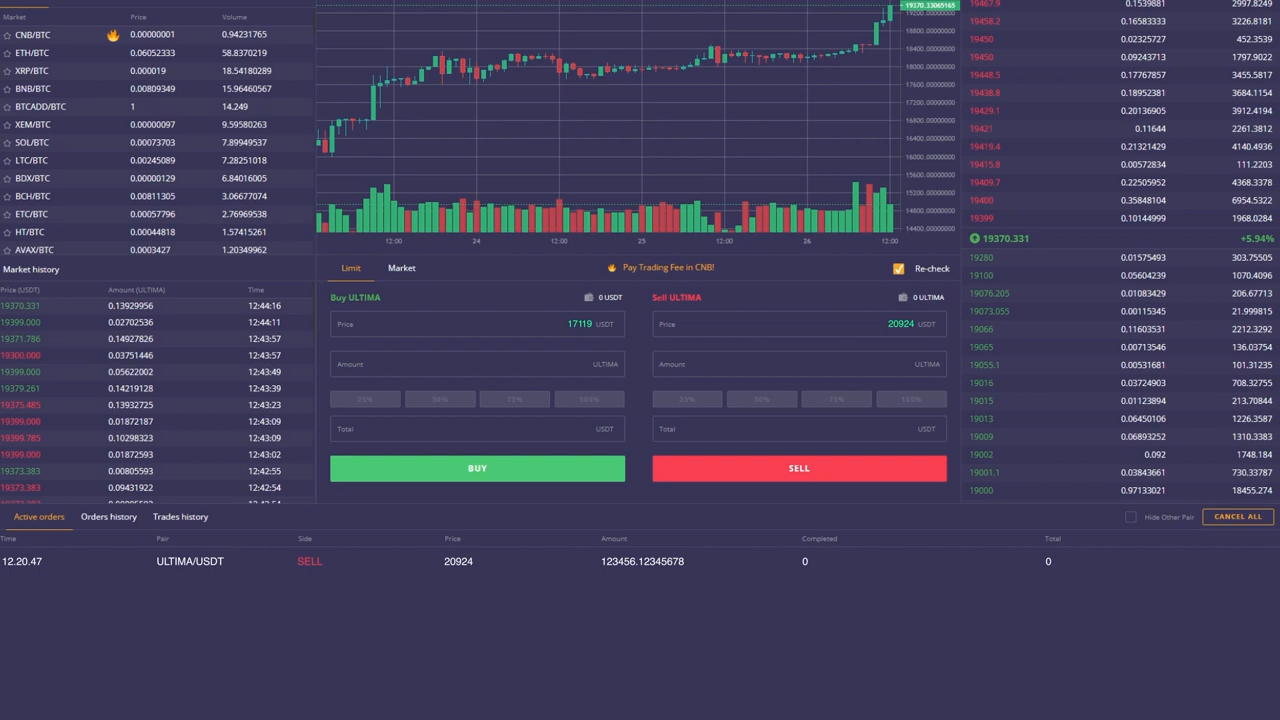 Market Price Volume
CNB/BTC 0.00000001 0.94231765
ETH/BTC 0.06052333 58.8370219
XRP/BTC 0.000019 18.54180289
BNB/BTC 0.00809349 15.96460567
BTCADD/BTC 1 14.249
XEM/BTC 0.00000097 9.59580263
SOL/BTC 0.00073703 7.89949537
LTC/BTC 0.00245089 7.28251018
BDX/BTC 0.00000129 6.84016005
BCH/BTC 0.00811305 3.06677074
ETC/BTC 0.00057796 2.76969538
HT/BTC 0.00044818 1.57415261
AVAX/BTC 0.0003427 1.20349962
Market history
Price (USDT) Amount (ULTIMA) Time
19370.331 0.13929956 12:44:16
19399.000 0.02702536 12:44:11
19371.786 0.14927826 12:43:57
19300.000 0.03751446 12:43:57
19399.000 0.05622002 12:43:49
19379.261 0.14219128 12:43:39
19375.485 0.13932725 12:43:23
19399.000 0.01872187 12:43:09
19399.785 0.10298323 12:43:09
19399.000 0.01872593 12:43:02
19373.383 0.00805593 12:42:55
19373.383 0.09431922 12:42:54
19370.33065165
19200.00000000
18800.00000000
18400.00000000
18000.00000000
17600.00000000
17200.00000000
16800.00000000
16400.00000000
16000.00000000
15200.00000000
14800.00000000
14400.00000000
12:00 24 12:00 25 12:00 26 12:00
Limit Market Pay Trading Fee in CNB! Re-check
Buy ULTIMA 0 USDT
Price 17119 USDT
Amount ULTIMA
25% 50% 75% 100%
Total USDT
BUY
Sell ULTIMA 0 ULTIMA
Price 20924 USDT
Amount ULTIMA
25% 50% 75% 100%
Total USDT
SELL
19467.9 0.1539881 2997.8249
19458.2 0.16583333 3226.8181
19450 0.02325727 452.3539
19450 0.09243713 1797.9022
19448.5 0.17767857 3455.5817
19438.8 0.18952381 3684.1154
19429.1 0.20136905 3912.4194
19421 0.11644 2261.3812
19419.4 0.21321429 4140.4936
19415.8 0.00572834 111.2203
19409.7 0.22505952 4368.3378
19400 0.35848104 6954.5322
19399 0.10144999 1968.0284
19370.331 +5.94%
19280 0.01575493 303.75505
19100 0.05604239 1070.4096
19076.205 0.01083429 206.67713
19073.055 0.00115345 21.999815
19066 0.11603531 2212.3292
19065 0.00713546 136.03754
19055.1 0.00531681 101.31235
19016 0.03724903 708.32755
19015 0.01123894 213.70844
19013 0.06450106 1226.3587
19009 0.06893252 1310.3383
19002 0.092 1748.184
19001.1 0.03843661 730.33787
19000 0.97133021 18455.274
Active orders Orders history Trades history Hide Other Pair CANCEL ALL
Time Pair Side Price Amount Completed Total
12.20.47 ULTIMA/USDT SELL 20924 123456.12345678 0 0